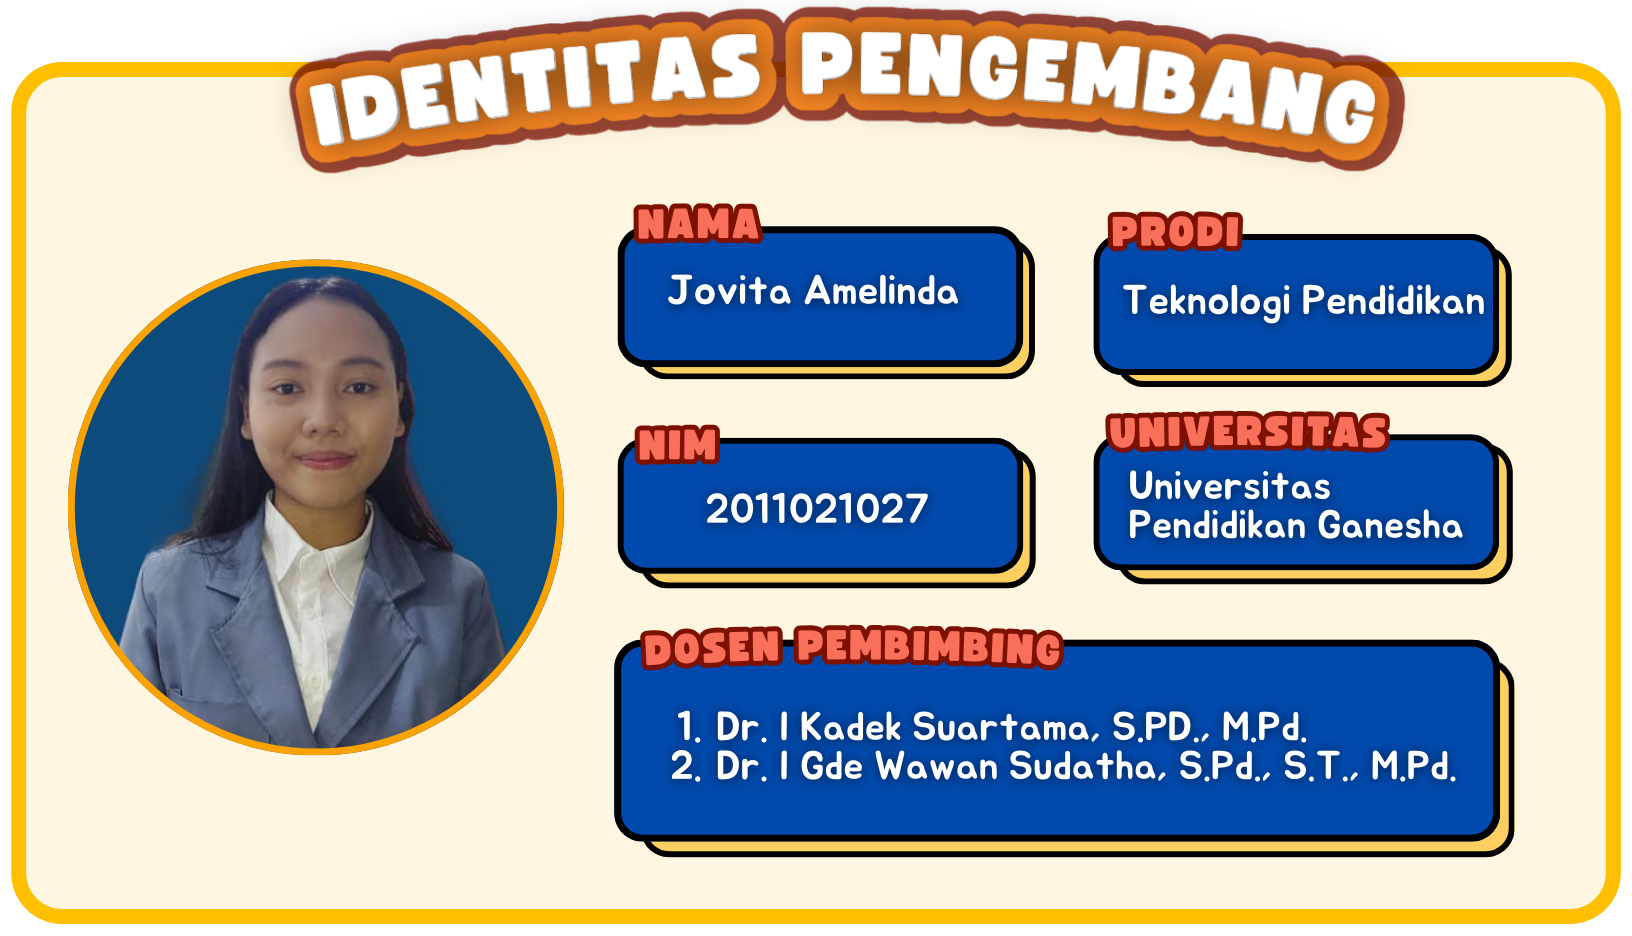 IDENTITAS PENGEMBANG
NAMA
Jovita Amelinda
PRODI
Teknologi Pendidikan
NIM
2011021027
UNIVERSITAS
Universitas
Pendidikan Ganesha
DOSEN PEMBIMBING
1. Dr. I Kadek Suartama, S.PD., M.Pd.
2. Dr. I Gde Wawan Sudatha, S.Pd., S.T., M.Pd.